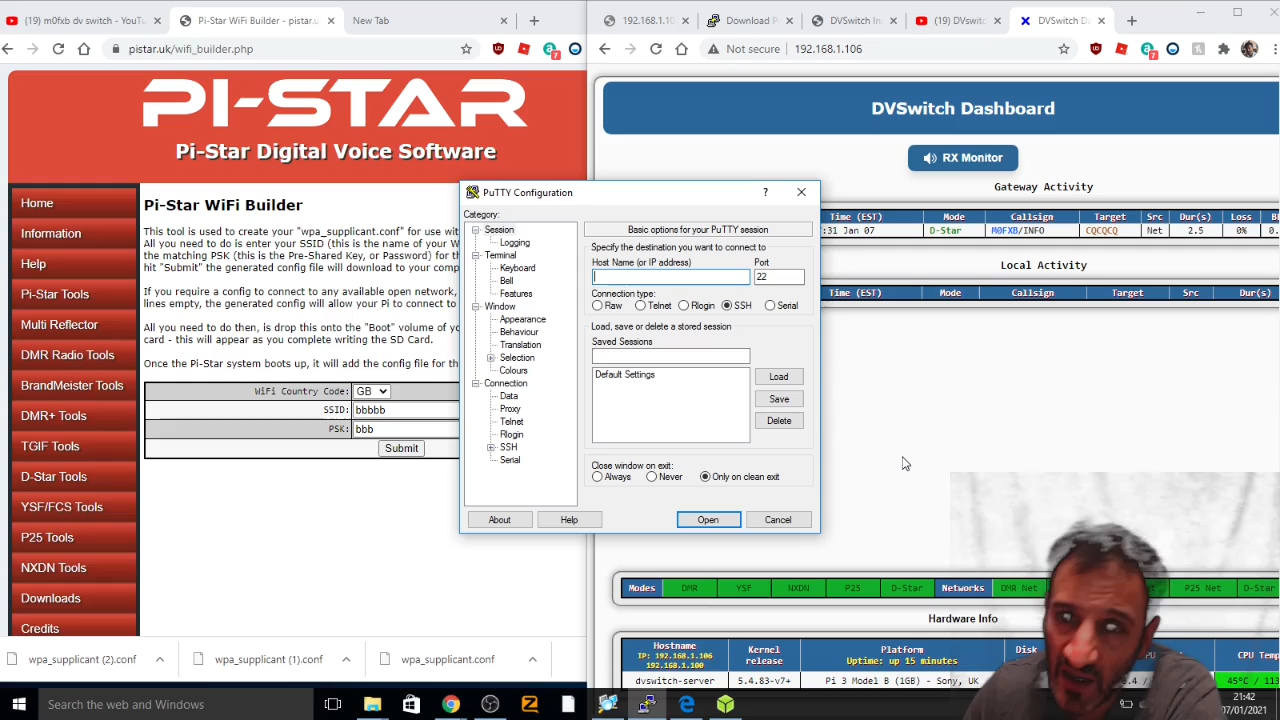 (19) m0fxb dv switch - YouT
Pi-Star WiFi Builder - pistar.u
New Tab
192.168.1.10
Download P
DVSwitch In
(19) DVswitc
DVSwitch Da
pistar.uk/wifi_builder.php
Not secure
192.168.1.106
PI-STAR
Pi-Star Digital Voice Software
Home
Information
Help
Pi-Star Tools
Multi Reflector
DMR Radio Tools
BrandMeister Tools
DMR+ Tools
TGIF Tools
D-Star Tools
YSF/FCS Tools
P25 Tools
NXDN Tools
Downloads
Credits
Pi-Star WiFi Builder
This tool is used to create your "wpa_supplicant.conf" for use wit
All you need to do is enter your SSID (this is the name of your W
the matching PSK (this is the Pre-Shared Key, or Password) for th
hit "Submit" the generated config file will download to your comp
If you require a config to connect to any available open network,
lines empty, the generated config will allow your Pi to connect to
All you need to do then, is drop this onto the "Boot" volume of y
card - this will appear as you complete writing the SD Card.
Once the Pi-Star system boots up, it will add the config file for th
WiFi Country Code: GB
SSID: bbbbb
PSK: bbb
Submit
PuTTY Configuration
?
Category:
Session
Logging
Terminal
Keyboard
Bell
Features
Window
Appearance
Behaviour
Translation
Selection
Colours
Connection
Data
Proxy
Telnet
Rlogin
SSH
Serial
Basic options for your PuTTY session
Specify the destination you want to connect to
Host Name (or IP address)
Port
22
Connection type:
Raw
Telnet
Rlogin
SSH
Serial
Load, save or delete a stored session
Saved Sessions
Default Settings
Load
Save
Delete
Close window on exit:
Always
Never
Only on clean exit
About
Help
Open
Cancel
DVSwitch Dashboard
RX Monitor
Gateway Activity
Time (EST) Mode Callsign Target Src Dur(s) Loss B
:31 Jan 07 D-Star M0FXB/INFO CQCQCQ Net 2.5 0% 0.
Local Activity
Time (EST) Mode Callsign Target Src Dur(s)
Modes DMR YSF NXDN P25 D-Star Networks DMR Net P25 Net D-Star
Hardware Info
Hostname
IP: 192.168.1.106
192.168.1.100
Kernel
release
Platform
Uptime: up 15 minutes
Disk
CPU Temp
dvswitch-server
5.4.83-v7+
Pi 3 Model B (1GB) - Sony, UK
45°C / 113
wpa_supplicant (2).conf
wpa_supplicant (1).conf
wpa_supplicant.conf
Search the web and Windows
21:42
07/01/2021